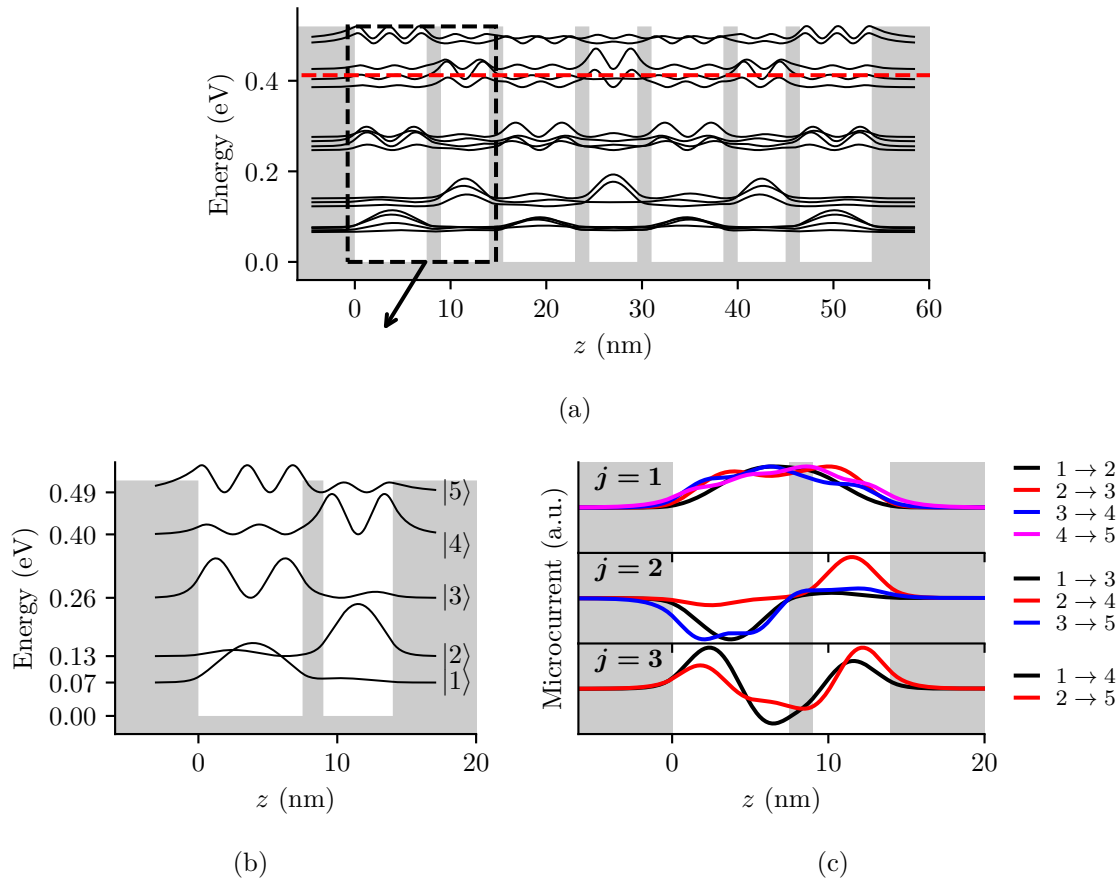 Energy (eV)
0.4
0.2
0.0
0 10 20 30 40 50 60
z (nm)
(a)
Energy (eV)
0.49
0.40
0.26
0.13
0.07
0.00
|5⟩
|4⟩
|3⟩
|2⟩
|1⟩
0 10 20
z (nm)
(b)
Microcurrent (a.u.)
j = 1
j = 2
j = 3
1 → 2
2 → 3
3 → 4
4 → 5
1 → 3
2 → 4
3 → 5
1 → 4
2 → 5
0 10 20
z (nm)
(c)